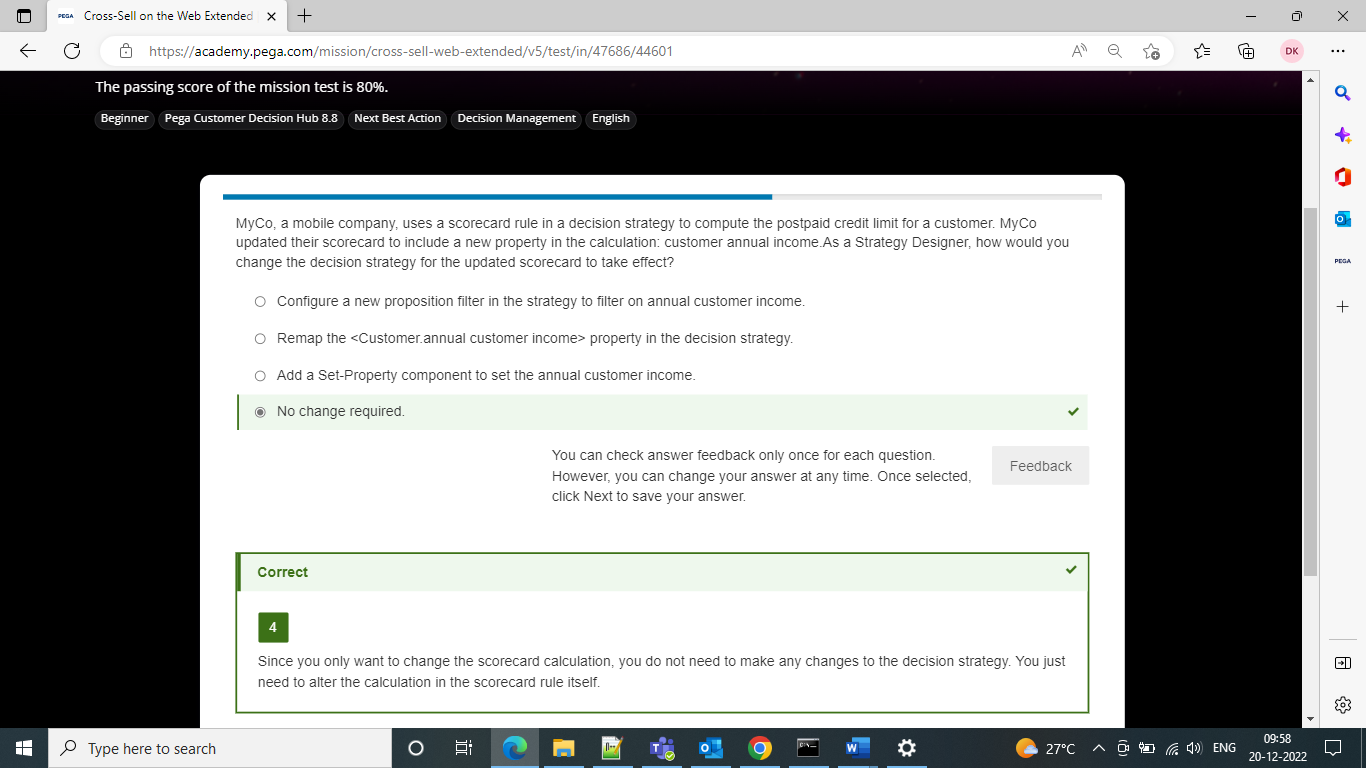 PEGA Cross-Sell on the Web Extended
https://academy.pega.com/mission/cross-sell-web-extended/v5/test/in/47686/44601
DK
The passing score of the mission test is 80%.
Beginner Pega Customer Decision Hub 8.8 Next Best Action Decision Management English
MyCo, a mobile company, uses a scorecard rule in a decision strategy to compute the postpaid credit limit for a customer. MyCo
updated their scorecard to include a new property in the calculation: customer annual income.As a Strategy Designer, how would you
change the decision strategy for the updated scorecard to take effect?
Configure a new proposition filter in the strategy to filter on annual customer income.
Remap the <Customer.annual customer income> property in the decision strategy.
Add a Set-Property component to set the annual customer income.
No change required.
You can check answer feedback only once for each question.
However, you can change your answer at any time. Once selected,
click Next to save your answer.
Feedback
Correct
4
Since you only want to change the scorecard calculation, you do not need to make any changes to the decision strategy. You just
need to alter the calculation in the scorecard rule itself.
PEGA
Type here to search
27°C
ENG
09:58
20-12-2022